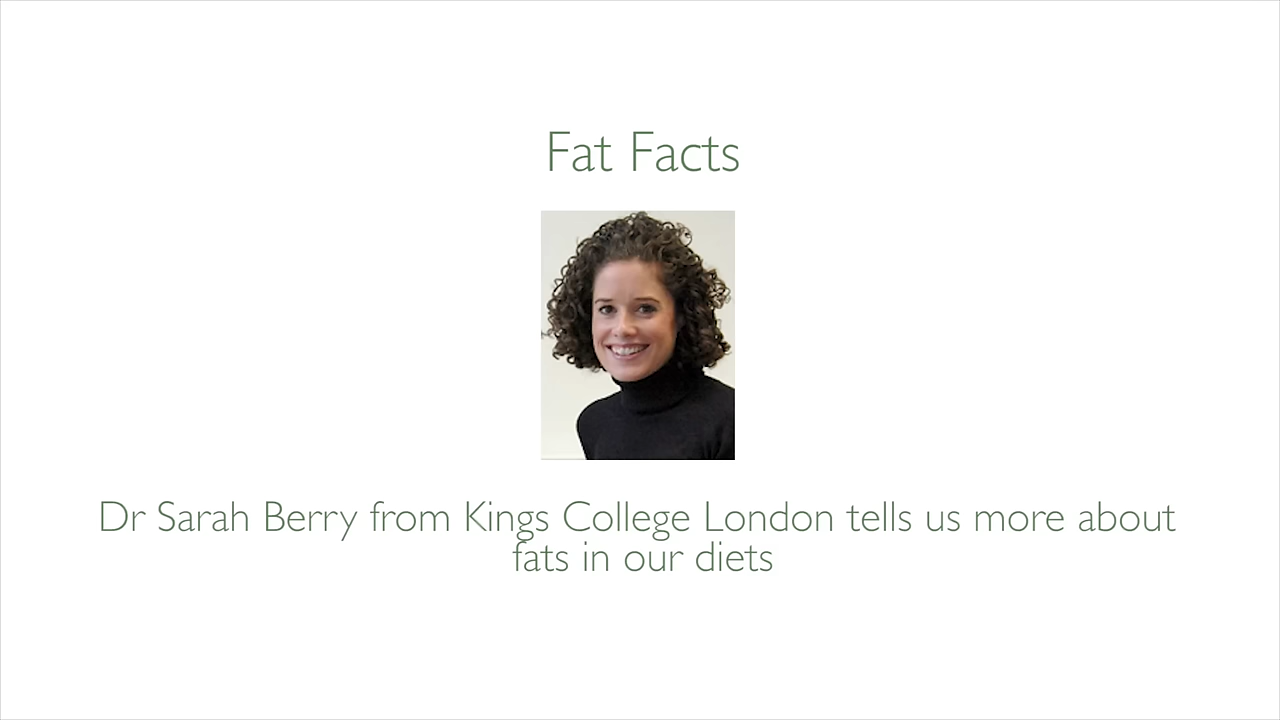 Fat Facts
Dr Sarah Berry from Kings College London tells us more about
fats in our diets